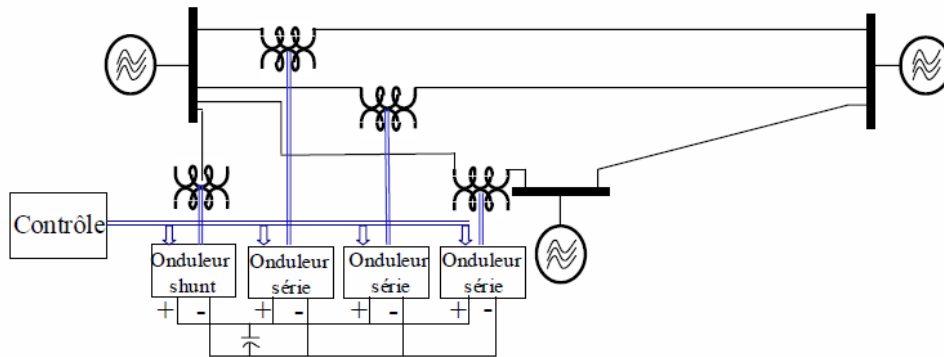 Contrôle
Onduleur
shunt
Onduleur
série
Onduleur
série
Onduleur
série
+ - + - + - + -